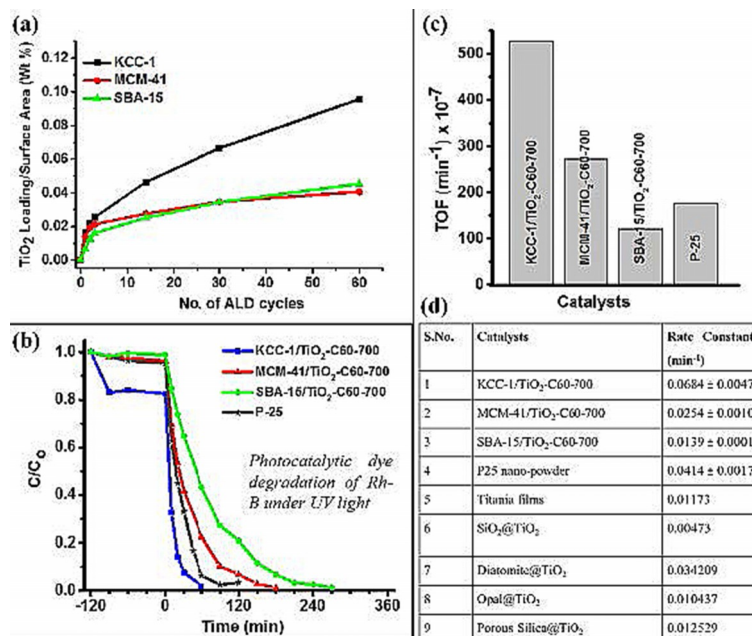 (a)
0.12
0.10
0.08
0.06
0.04
0.02
0.00
TiO2 Loading/Surface Area (Wt %)
KCC-1
MCM-41
SBA-15
0 10 20 30 40 50 60
No. of ALD cycles
(b)
1.0
0.8
0.6
0.4
0.2
0.0
C/Co
KCC-1/TiO2-C60-700
MCM-41/TiO2-C60-700
SBA-15/TiO2-C60-700
P-25
Photocatalytic dye
degradation of Rh-
B under UV light
-120 0 120 240 360
Time (min)
(c)
500
400
300
200
100
0
TOF (min-1) x 10-7
KCC-1/TiO2-C60-700
MCM-41/TiO2-C60-700
SBA-15/TiO2-C60-700
P-25
Catalysts
(d)
S.No. Catalysts Rate Constant
(min-1)
1 KCC-1/TiO2-C60-700 0.0684 ± 0.0047
2 MCM-41/TiO2-C60-700 0.0254 ± 0.0010
3 SBA-15/TiO2-C60-700 0.0139 ± 0.0001
4 P25 nano-powder 0.0414 ± 0.0017
5 Titania films 0.01173
6 SiO2@TiO2 0.00473
7 Diatomite@TiO2 0.034209
8 Opal@TiO2 0.010437
9 Porous Silica@TiO2 0.012529